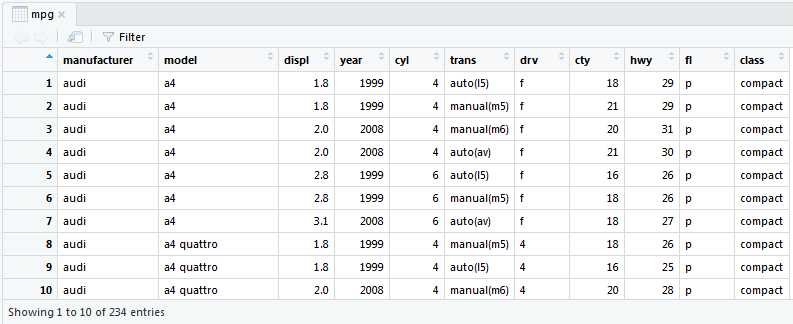 mpg
Filter
manufacturer model displ year cyl trans drv cty hwy fl class
1 audi a4 1.8 1999 4 auto(l5) f 18 29 p compact
2 audi a4 1.8 1999 4 manual(m5) f 21 29 p compact
3 audi a4 2.0 2008 4 manual(m6) f 20 31 p compact
4 audi a4 2.0 2008 4 auto(av) f 21 30 p compact
5 audi a4 2.8 1999 6 auto(l5) f 16 26 p compact
6 audi a4 2.8 1999 6 manual(m5) f 18 26 p compact
7 audi a4 3.1 2008 6 auto(av) f 18 27 p compact
8 audi a4 quattro 1.8 1999 4 manual(m5) 4 18 26 p compact
9 audi a4 quattro 1.8 1999 4 auto(l5) 4 16 25 p compact
10 audi a4 quattro 2.0 2008 4 manual(m6) 4 20 28 p compact
Showing 1 to 10 of 234 entries